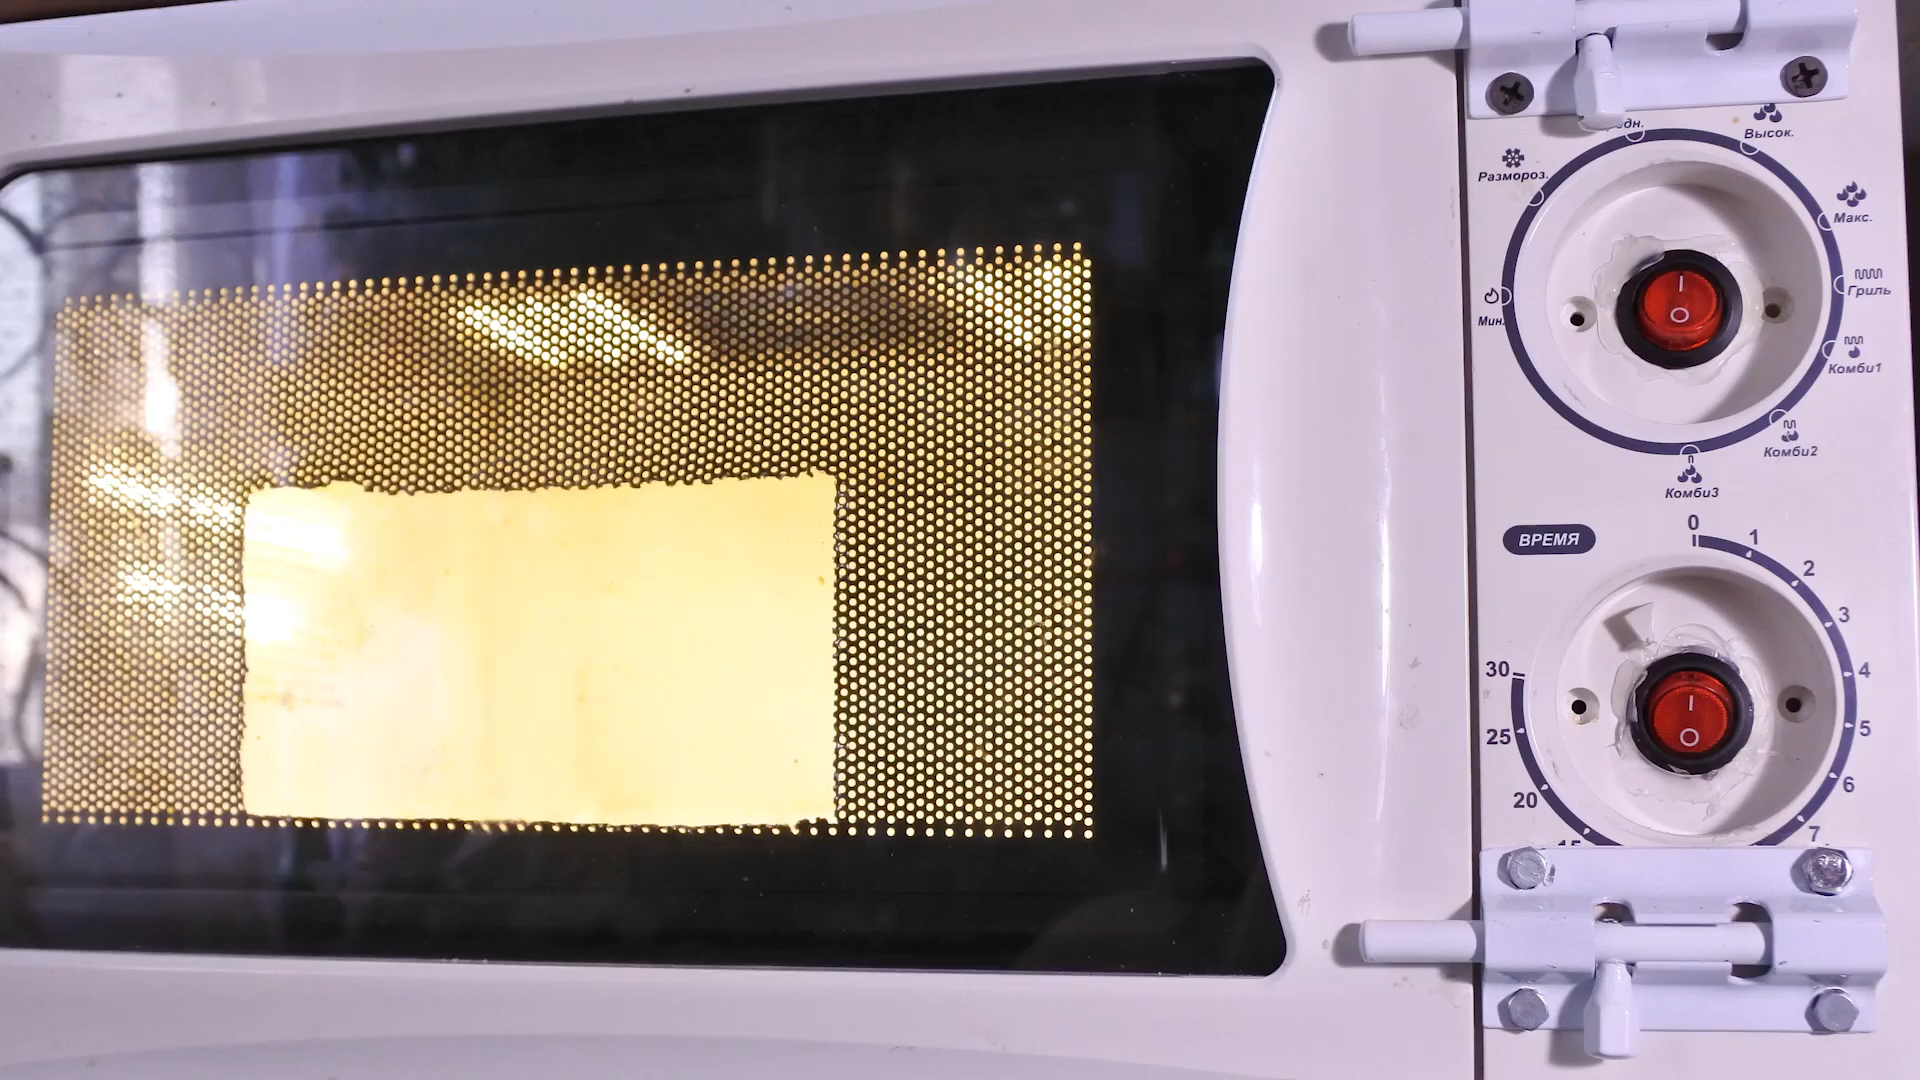 Высок.
Размороз.
Макс.
Гриль
Мин.
Комби1
Комби2
Комби3
ВРЕМЯ
0
1
2
3
4
5
6
7
15
20
25
30
I
O
I
O